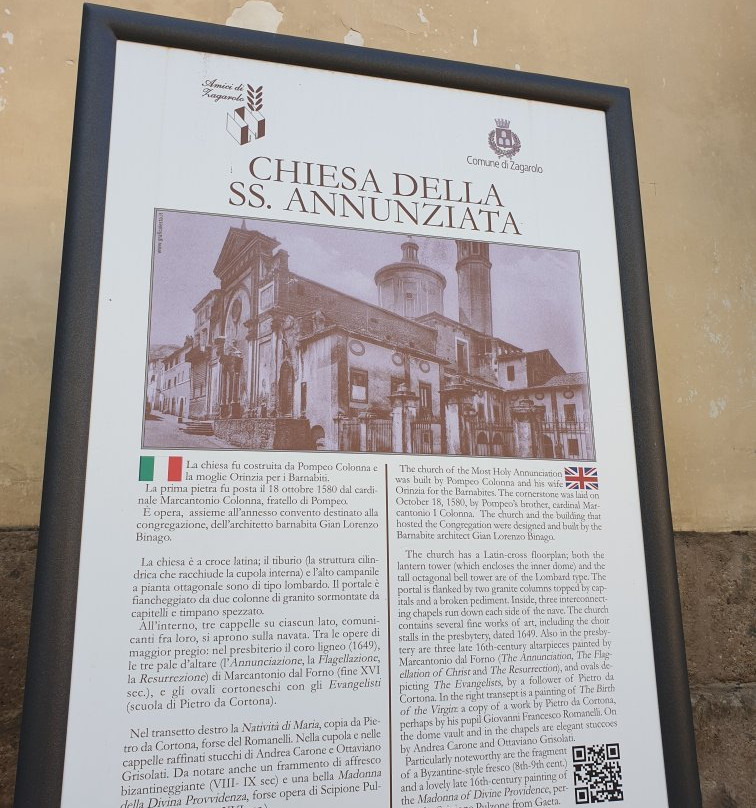 Amici di
Zagarolo
Comune di Zagarolo
CHIESA DELLA
SS. ANNUNZIATA
La chiesa fu costruita da Pompeo Colonna e
la moglie Orinzia per i Barnabiti.
La prima pietra fu posta il 18 ottobre 1580 dal cardi-
nale Marcantonio Colonna, fratello di Pompeo.
È opera, assieme all'annesso convento destinato alla
congregazione, dell'architetto barnabita Gian Lorenzo
Binago.
La chiesa è a croce latina; il tiburio (la struttura cilin-
drica che racchiude la cupola interna) e l'alto campanile
a pianta ottagonale sono di tipo lombardo. Il portale è
fiancheggiato da due colonne di granito sormontate da
capitelli e timpano spezzato.
All'interno, tre cappelle su ciascun lato, comuni-
canti fra loro, si aprono sulla navata. Tra le opere di
maggior pregio: nel presbiterio il coro ligneo (1649),
le tre pale d'altare (l'Annunciazione, la Flagellazione,
la Resurrezione) di Marcantonio dal Forno (fine XVI
sec.), e gli ovali cortoneschi con gli Evangelisti
(scuola di Pietro da Cortona).
Nel transetto destro la Natività di Maria, copia da Pie-
tro da Cortona, forse del Romanelli. Nella cupola e nelle
cappelle raffinati stucchi di Andrea Carone e Ottaviano
Grisolati. Da notare anche un frammento di affresco
bizantineggiante (VIII- IX sec) e una bella Madonna
della Divina Provvidenza, forse opera di Scipione Pul-
The church of the Most Holy Annunciation
was built by Pompeo Colonna and his wife
Orinzia for the Barnabites. The cornerstone was laid on
October 18, 1580, by Pompeo's brother, cardinal Mar-
cantonio I Colonna. The church and the building that
hosted the Congregation were designed and built by the
Barnabite architect Gian Lorenzo Binago.
The church has a Latin-cross floorplan; both the
lantern tower (which encloses the inner dome) and the
tall octagonal bell tower are of the Lombard type. The
portal is flanked by two granite columns topped by cap-
itals and a broken pediment. Inside, three interconnect-
ing chapels run down each side of the nave. The church
contains several fine works of art, including the choir
stalls in the presbytery, dated 1649. Also in the presby-
tery are three late 16th-century altarpieces painted by
Marcantonio dal Forno (The Annunciation, The Flag-
ellation of Christ and The Resurrection), and ovals de-
picting The Evangelists, by a follower of Pietro da
Cortona. In the right transept is a painting of The Birth
of the Virgin: a copy of a work by Pietro da Cortona,
perhaps by his pupil Giovanni Francesco Romanelli. On
the dome vault and in the chapels are elegant stuccoes
by Andrea Carone and Ottaviano Grisolati.
Particularly noteworthy are the fragment
of a Byzantine-style fresco (8th-9th cent.)
and a lovely late 16th-century painting of
the Madonna of Divine Providence, per-
Pulzone from Gaeta.